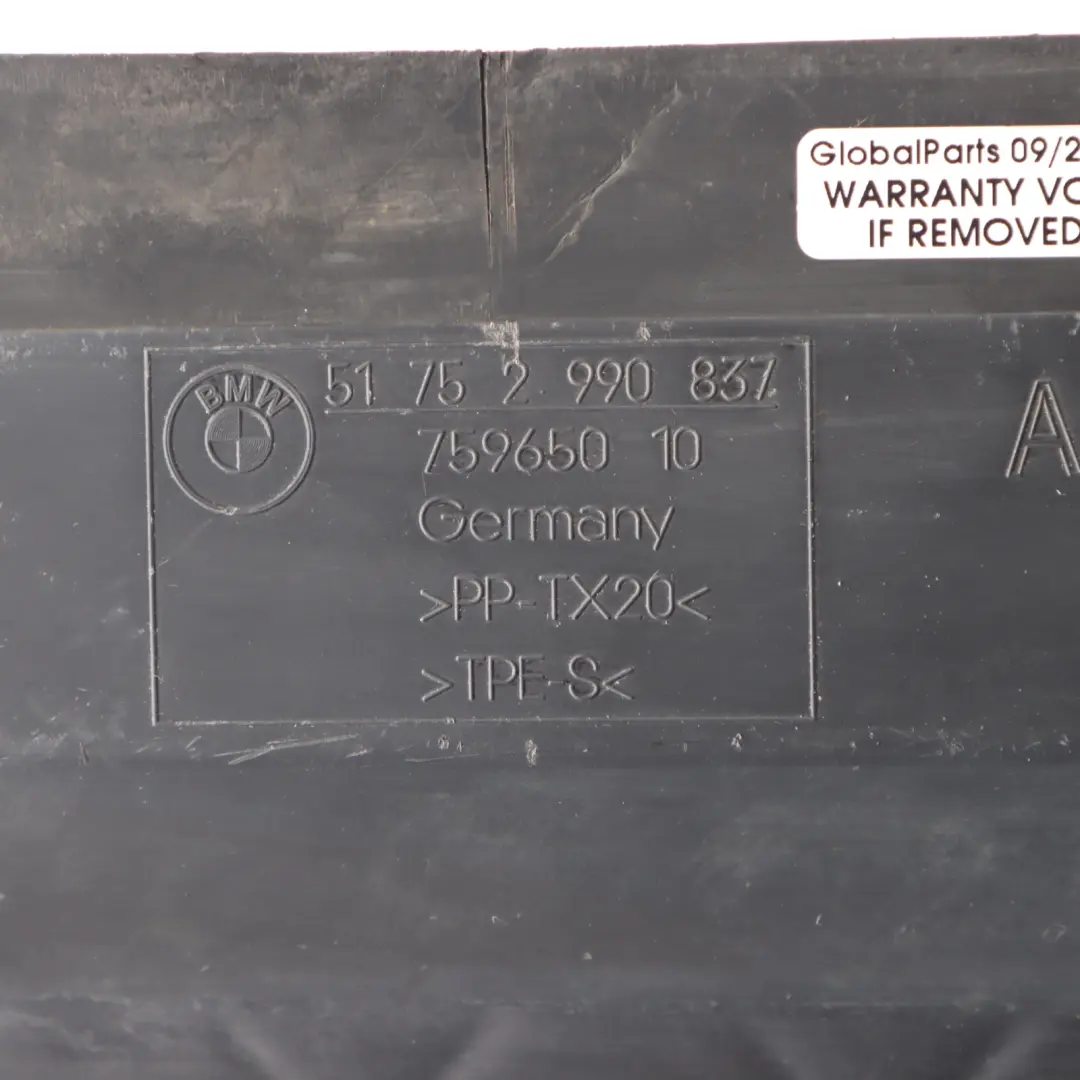 GlobalParts 09/2
WARRANTY VO
IF REMOVED
BMW
51 75 2 990 837
759650 10
Germany
>PP-TX20<
>TPE-S<
A